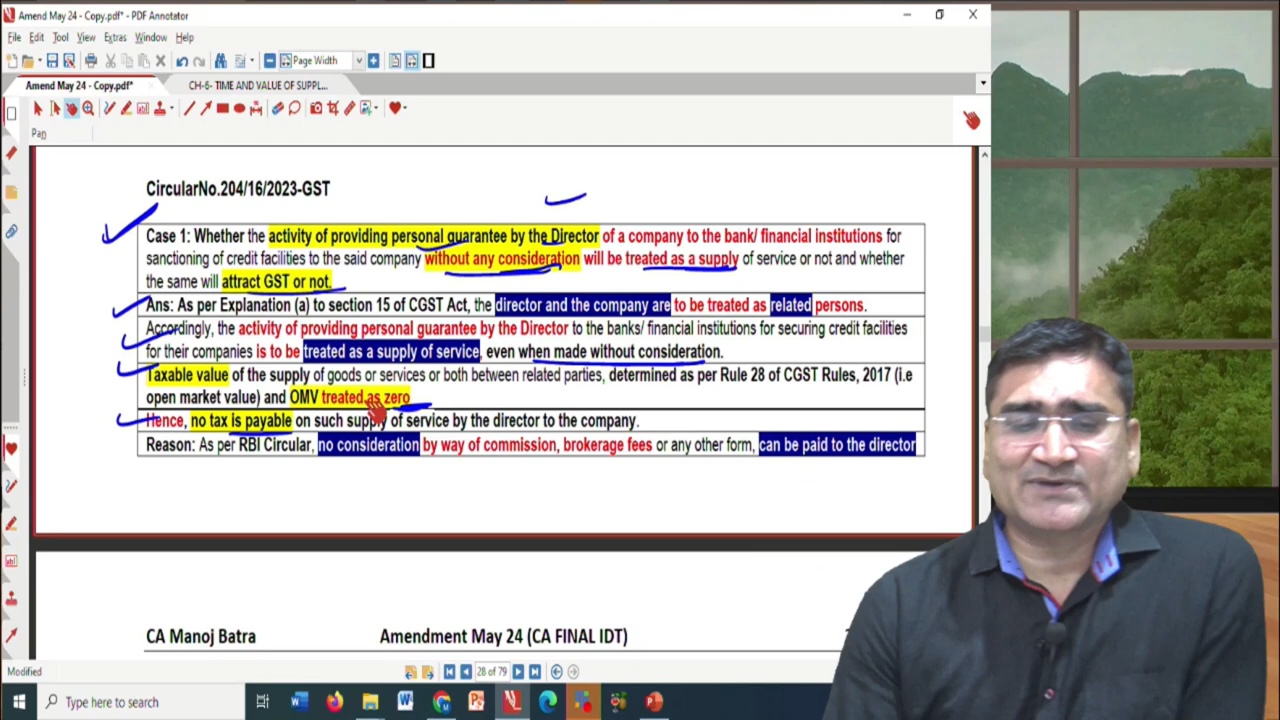 Amend May 24 - Copy.pdf* - PDF Annotator
File Edit Tool View Extras Window Help
Page Width
Amend May 24 - Copy.pdf* CH-6- TIME AND VALUE OF SUPPL...
Pan
CircularNo.204/16/2023-GST
Case 1: Whether the activity of providing personal guarantee by the Director of a company to the bank/ financial institutions for
sanctioning of credit facilities to the said company without any consideration will be treated as a supply of service or not and whether
the same will attract GST or not.
Ans: As per Explanation (a) to section 15 of CGST Act, the director and the company are to be treated as related persons.
Accordingly, the activity of providing personal guarantee by the Director to the banks/ financial institutions for securing credit facilities
for their companies is to be treated as a supply of service, even when made without consideration.
Taxable value of the supply of goods or services or both between related parties, determined as per Rule 28 of CGST Rules, 2017 (i.e
open market value) and OMV treated as zero
Hence, no tax is payable on such supply of service by the director to the company.
Reason: As per RBI Circular, no consideration by way of commission, brokerage fees or any other form, can be paid to the director
CA Manoj Batra Amendment May 24 (CA FINAL IDT)
Modified 28 of 79
Type here to search